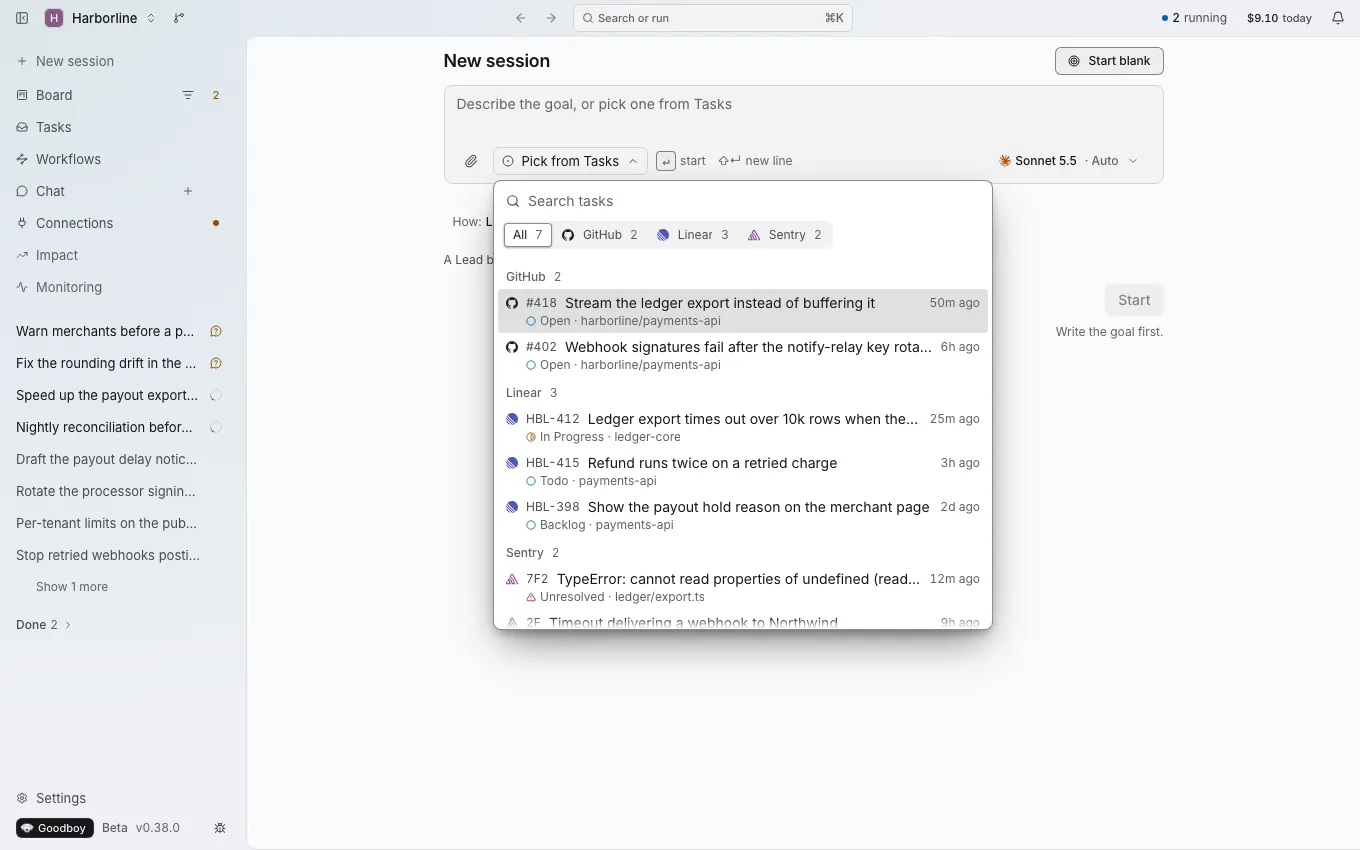 H Harborline
Search or run ⌘K
2 running $9.10 today
New session
Board 2
Tasks
Workflows
Chat
Connections
Impact
Monitoring
Warn merchants before a p...
Fix the rounding drift in the ...
Speed up the payout export...
Nightly reconciliation befor...
Draft the payout delay notic...
Rotate the processor signin...
Per-tenant limits on the pub...
Stop retried webhooks posti...
Show 1 more
Done 2
Settings
Goodboy Beta v0.38.0
New session
Start blank
Describe the goal, or pick one from Tasks
Pick from Tasks start new line
Sonnet 5.5 · Auto
How: L
A Lead b
Start
Write the goal first.
Search tasks
All 7 GitHub 2 Linear 3 Sentry 2
GitHub 2
#418 Stream the ledger export instead of buffering it 50m ago
Open · harborline/payments-api
#402 Webhook signatures fail after the notify-relay key rota... 6h ago
Open · harborline/payments-api
Linear 3
HBL-412 Ledger export times out over 10k rows when the... 25m ago
In Progress · ledger-core
HBL-415 Refund runs twice on a retried charge 3h ago
Todo · payments-api
HBL-398 Show the payout hold reason on the merchant page 2d ago
Backlog · payments-api
Sentry 2
7F2 TypeError: cannot read properties of undefined (read... 12m ago
Unresolved · ledger/export.ts
2F Timeout delivering a webhook to Northwind 9h ago